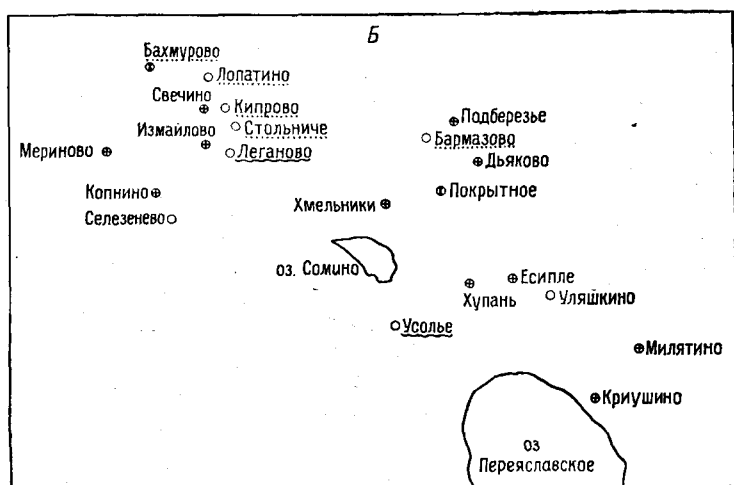 Б
Бахмурово
Лопатино
Свечино
Кипрово
Подберезье
Стольниче
Измайлово
Бармазово
Мериново
Леганово
Дьяково
Копнино
Покрытное
Хмельники
Селезенево
оз. Сомино
Есипле
Хупань
Уляшкино
Усолье
Милятино
Криушино
оз
Переяславское